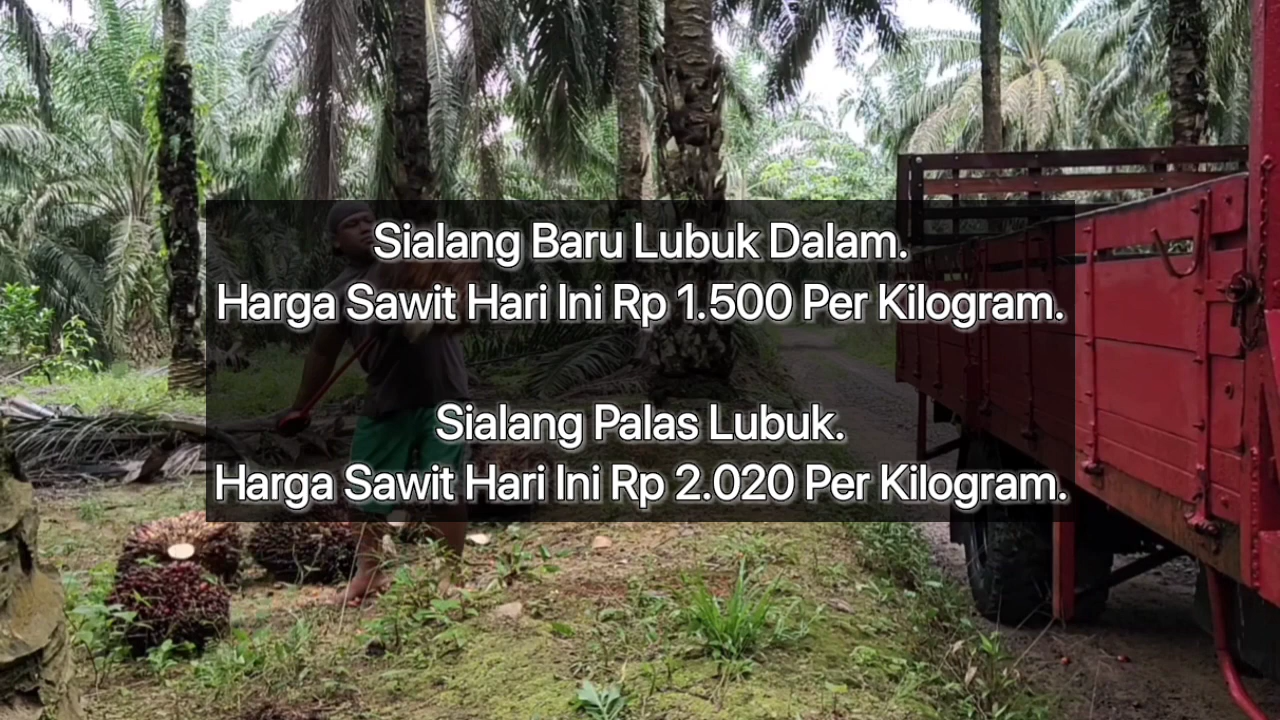 Sialang Baru Lubuk Dalam.
Harga Sawit Hari Ini Rp 1.500 Per Kilogram.
Sialang Palas Lubuk.
Harga Sawit Hari Ini Rp 2.020 Per Kilogram.